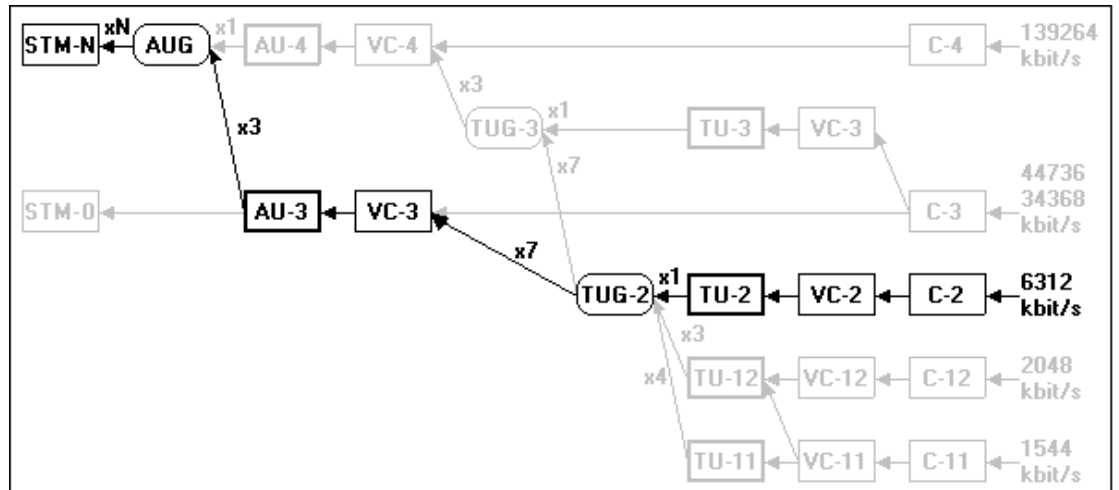 xN
x1
139264
STM-N
AUG
AU-4
VC-4
C-4
kbit/s
x3
x1
TUG-3
TU-3
VC-3
x3
x7
44736
34368
kbit/s
STM-0
AU-3
VC-3
C-3
x7
x1
6312
kbit/s
TUG-2
TU-2
VC-2
C-2
x3
2048
kbit/s
x4
TU-12
VC-12
C-12
1544
kbit/s
TU-11
VC-11
C-11